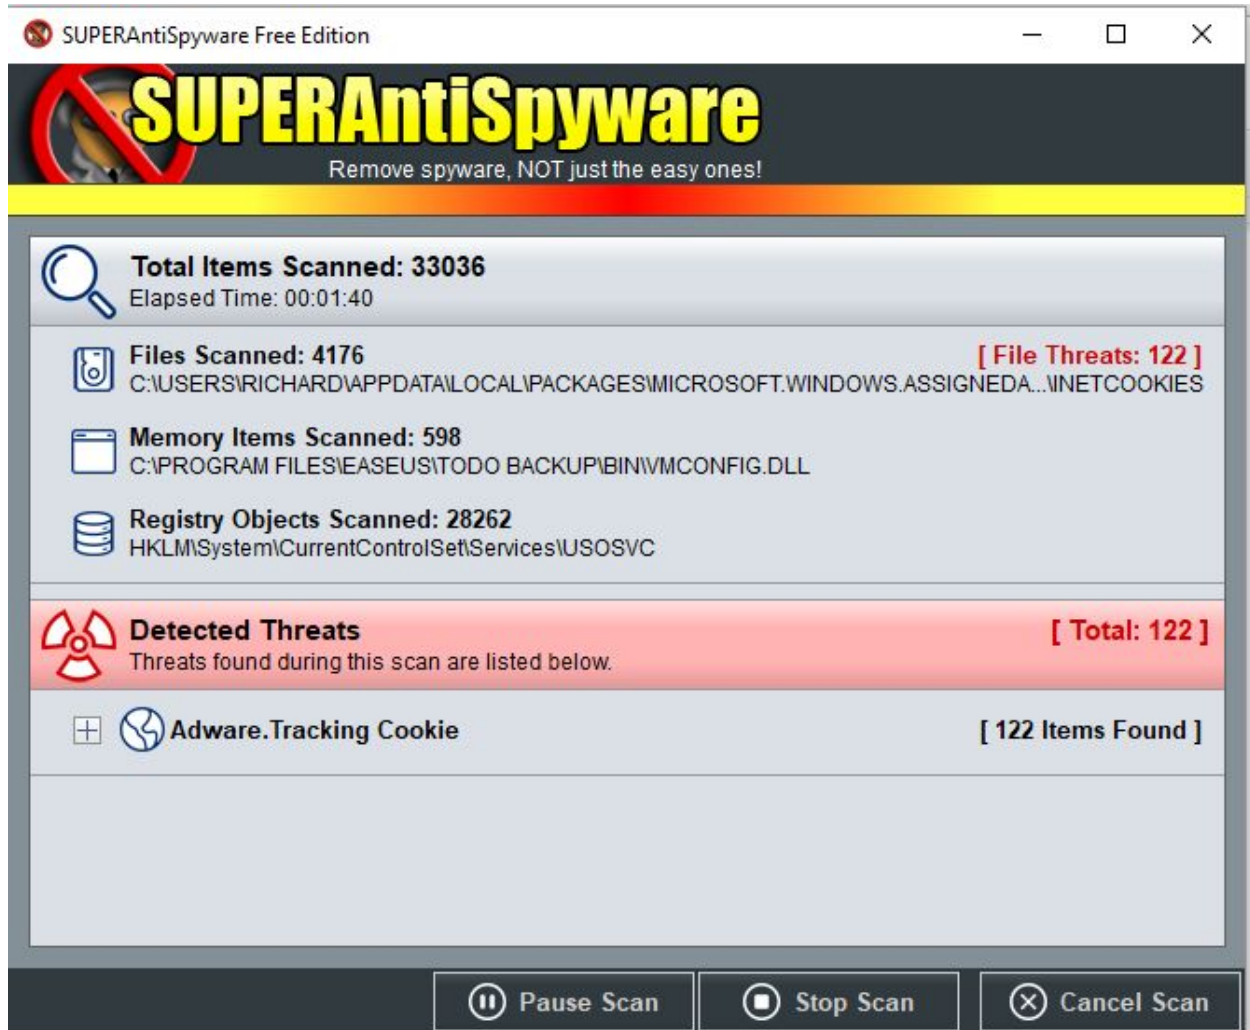 SUPERAntiSpyware Free Edition
SUPERAntiSpyware
Remove spyware, NOT just the easy ones!
Total Items Scanned: 33036
Elapsed Time: 00:01:40
Files Scanned: 4176 [ File Threats: 122 ]
C:\USERS\RICHARD\APPDATA\LOCAL\PACKAGES\MICROSOFT.WINDOWS.ASSIGNEDA...\INETCOOKIES
Memory Items Scanned: 598
C:\PROGRAM FILES\EASEUS\TODO BACKUP\BIN\VMCONFIG.DLL
Registry Objects Scanned: 28262
HKLM\System\CurrentControlSet\Services\USOSVC
Detected Threats [ Total: 122 ]
Threats found during this scan are listed below.
Adware.Tracking Cookie [ 122 Items Found ]
Pause Scan Stop Scan Cancel Scan